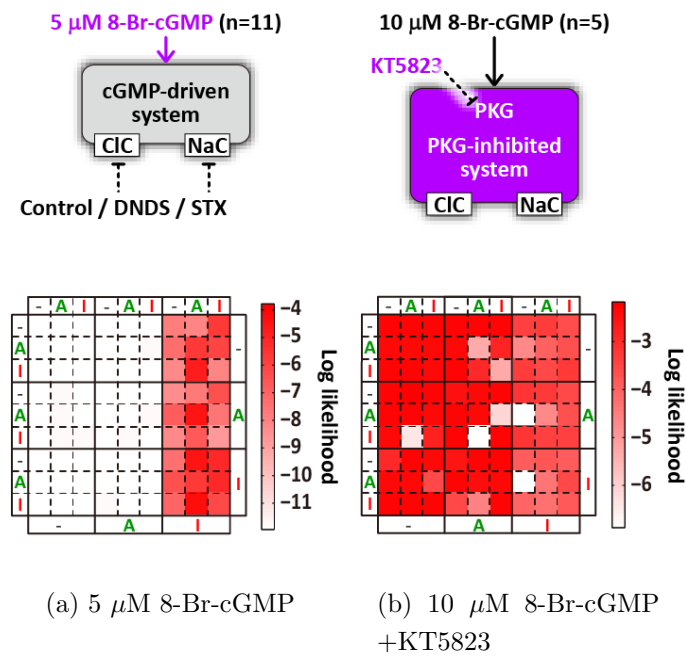 5 μM 8-Br-cGMP (n=11)
cGMP-driven
system
ClC NaC
Control / DNDS / STX
10 μM 8-Br-cGMP (n=5)
KT5823
PKG
PKG-inhibited
system
ClC NaC
- A I - A I - A I
-
A
I
-
A
I
-
A
I
-
A
I
- A I
-4
-5
-6
-7
-8
-9
-10
-11
Log likelihood
- A I - A I - A I
-
A
I
-
A
I
-
A
I
-
A
I
- A I
-3
-4
-5
-6
Log likelihood
(a) 5 μM 8-Br-cGMP
(b) 10 μM 8-Br-cGMP
+KT5823